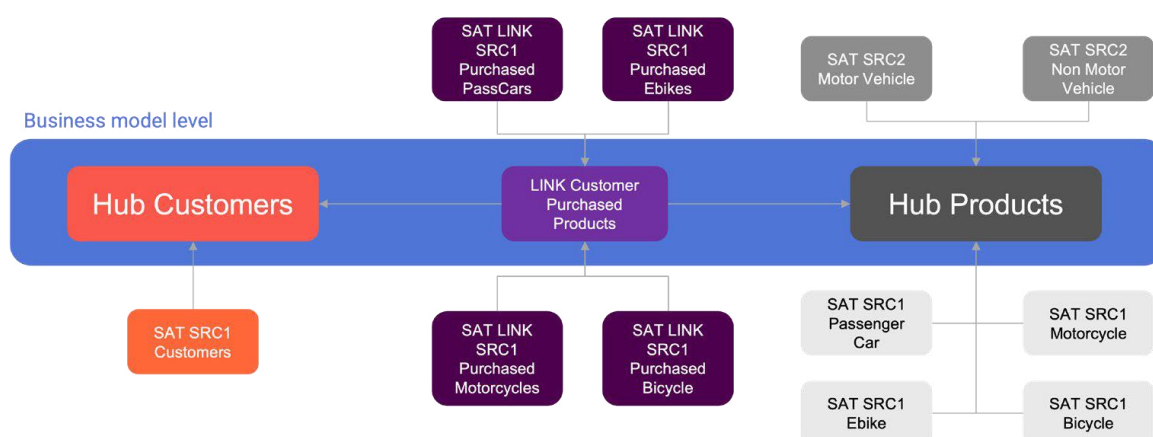 SAT LINK
SRC1
Purchased
PassCars
SAT LINK
SRC1
Purchased
Ebikes
SAT SRC2
Motor Vehicle
SAT SRC2
Non Motor
Vehicle
Business model level
Hub Customers
LINK Customer
Purchased
Products
Hub Products
SAT SRC1
Customers
SAT LINK
SRC1
Purchased
Motorcycles
SAT LINK
SRC1
Purchased
Bicycle
SAT SRC1
Passenger
Car
SAT SRC1
Motorcycle
SAT SRC1
Ebike
SAT SRC1
Bicycle